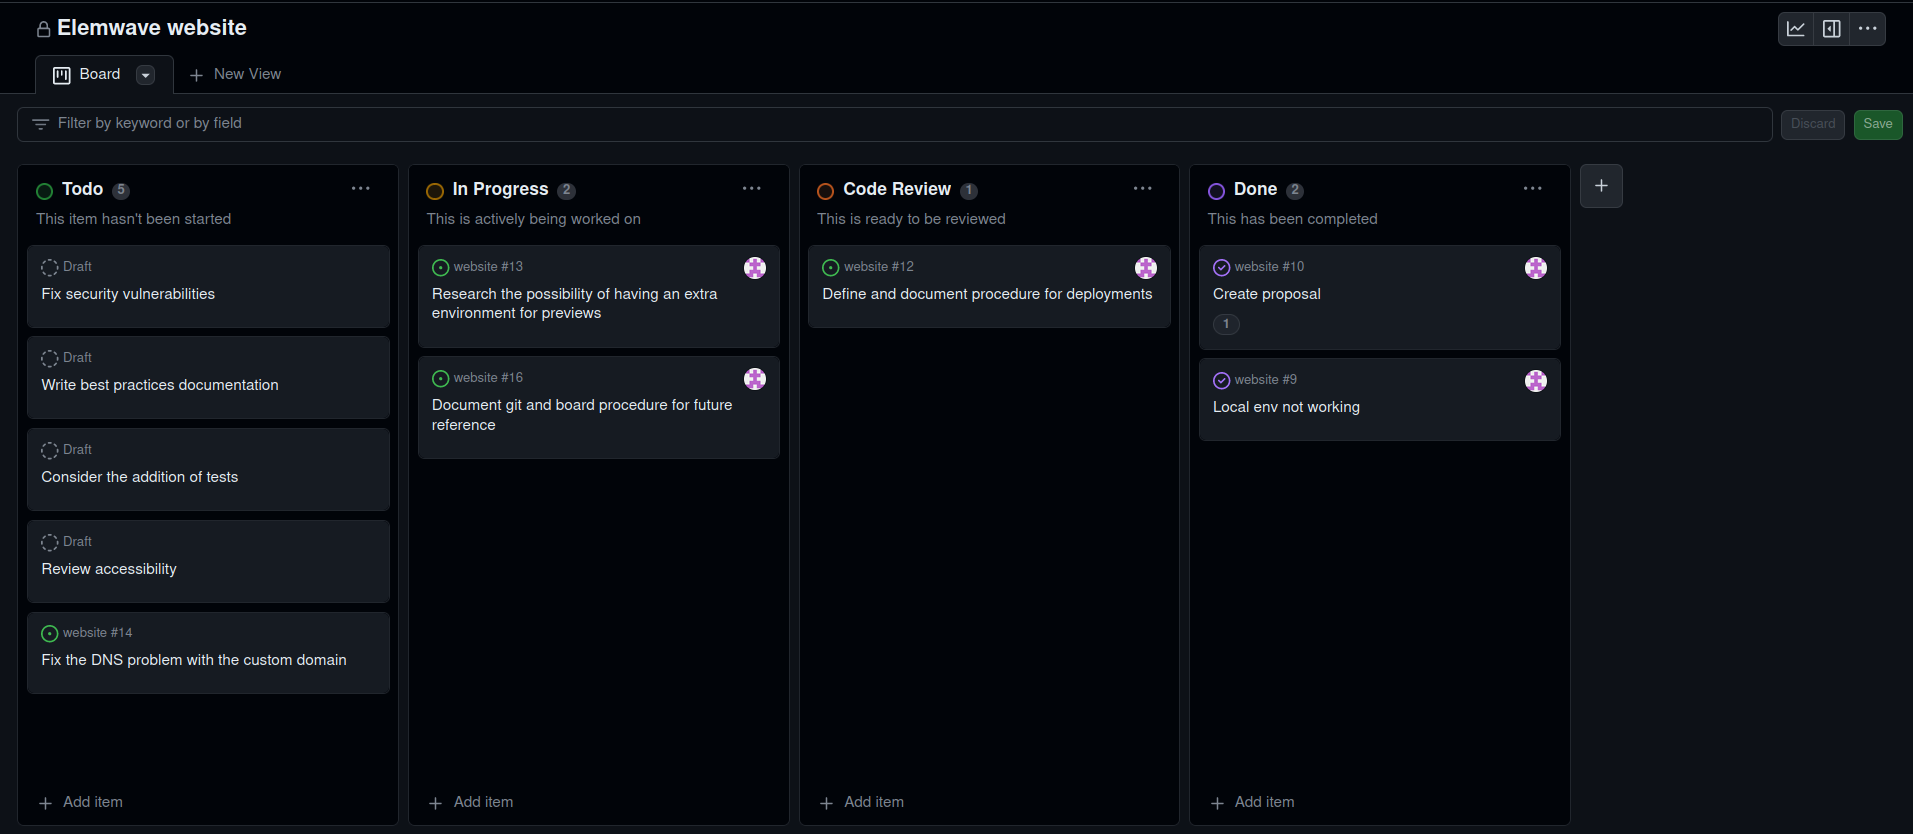 Elemwave website
Board
New View
Filter by keyword or by field
Discard
Save
Todo 5
This item hasn't been started
Draft
Fix security vulnerabilities
Draft
Write best practices documentation
Draft
Consider the addition of tests
Draft
Review accessibility
website #14
Fix the DNS problem with the custom domain
Add item
In Progress 2
This is actively being worked on
website #13
Research the possibility of having an extra
environment for previews
website #16
Document git and board procedure for future
reference
Add item
Code Review 1
This is ready to be reviewed
website #12
Define and document procedure for deployments
Add item
Done 2
This has been completed
website #10
Create proposal
1
website #9
Local env not working
Add item